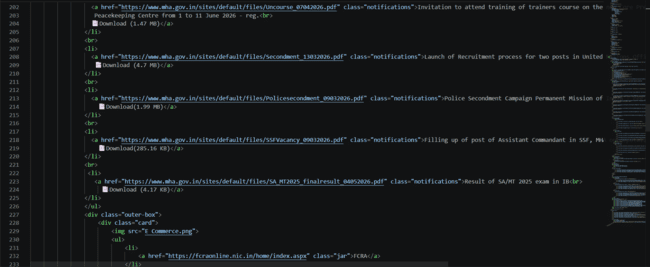 202 <a href="https://www.mha.gov.in/sites/default/files/Uncourse_07042026.pdf" class="notifications">Invitation to attend training of trainers course on the
203 Peacekeeping Centre from 1 to 11 June 2026 - reg.<br>
204 Download (1.47 MB)</a>
205 </li>
206 <br>
207 <li>
208 <a href="https://www.mha.gov.in/sites/default/files/Secondment_13032026.pdf" class="notifications">Launch of Recruitment process for two posts in United
209 Download (4.7 MB)</a>
210 </li>
211 <br>
212 <li>
213 <a href="https://www.mha.gov.in/sites/default/files/Policesecondment_09032026.pdf" class="notifications">Police Secondment Campaign Permanent Mission of
214 Download(1.99 MB)</a>
215 </li>
216 <br>
217 <li>
218 <a href="https://www.mha.gov.in/sites/default/files/SSFVacancy_09032026.pdf" class="notifications">Filling up of post of Assistant Commandant in SSF,
219 Download(285.16 KB)</a>
220 </li>
221 <br>
222 <li>
223 <a href="https://www.mha.gov.in/sites/default/files/SA_MT2025_finalresult_04052026.pdf" class="notifications">Result of SA/MT 2025 exam in IB<br>
224 Download (4.17 KB)</a>
225 </li>
226 </ul>
227 <div class="outer-box">
228 <div class="card">
229 <img src="E Commerce.png">
230 <ul>
231 <li>
232 <a href="https://fcraonline.nic.in/home/index.aspx" class="jar">FCRA</a>
233 </li>